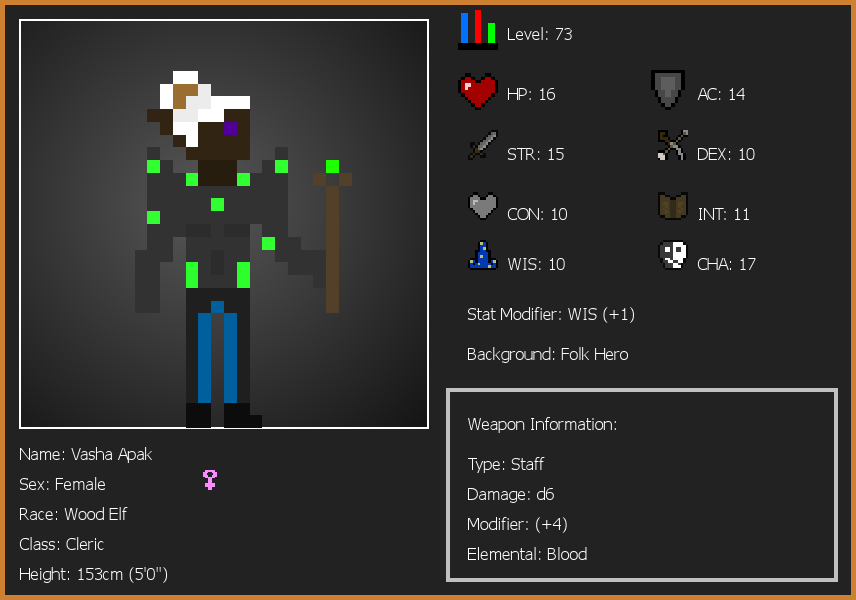 Level: 73
HP: 16
AC: 14
STR: 15
DEX: 10
CON: 10
INT: 11
WIS: 10
CHA: 17
Stat Modifier: WIS (+1)
Background: Folk Hero
Weapon Information:
Type: Staff
Damage: d6
Modifier: (+4)
Elemental: Blood
Name: Vasha Apak
Sex: Female
Race: Wood Elf
Class: Cleric
Height: 153cm (5'0")